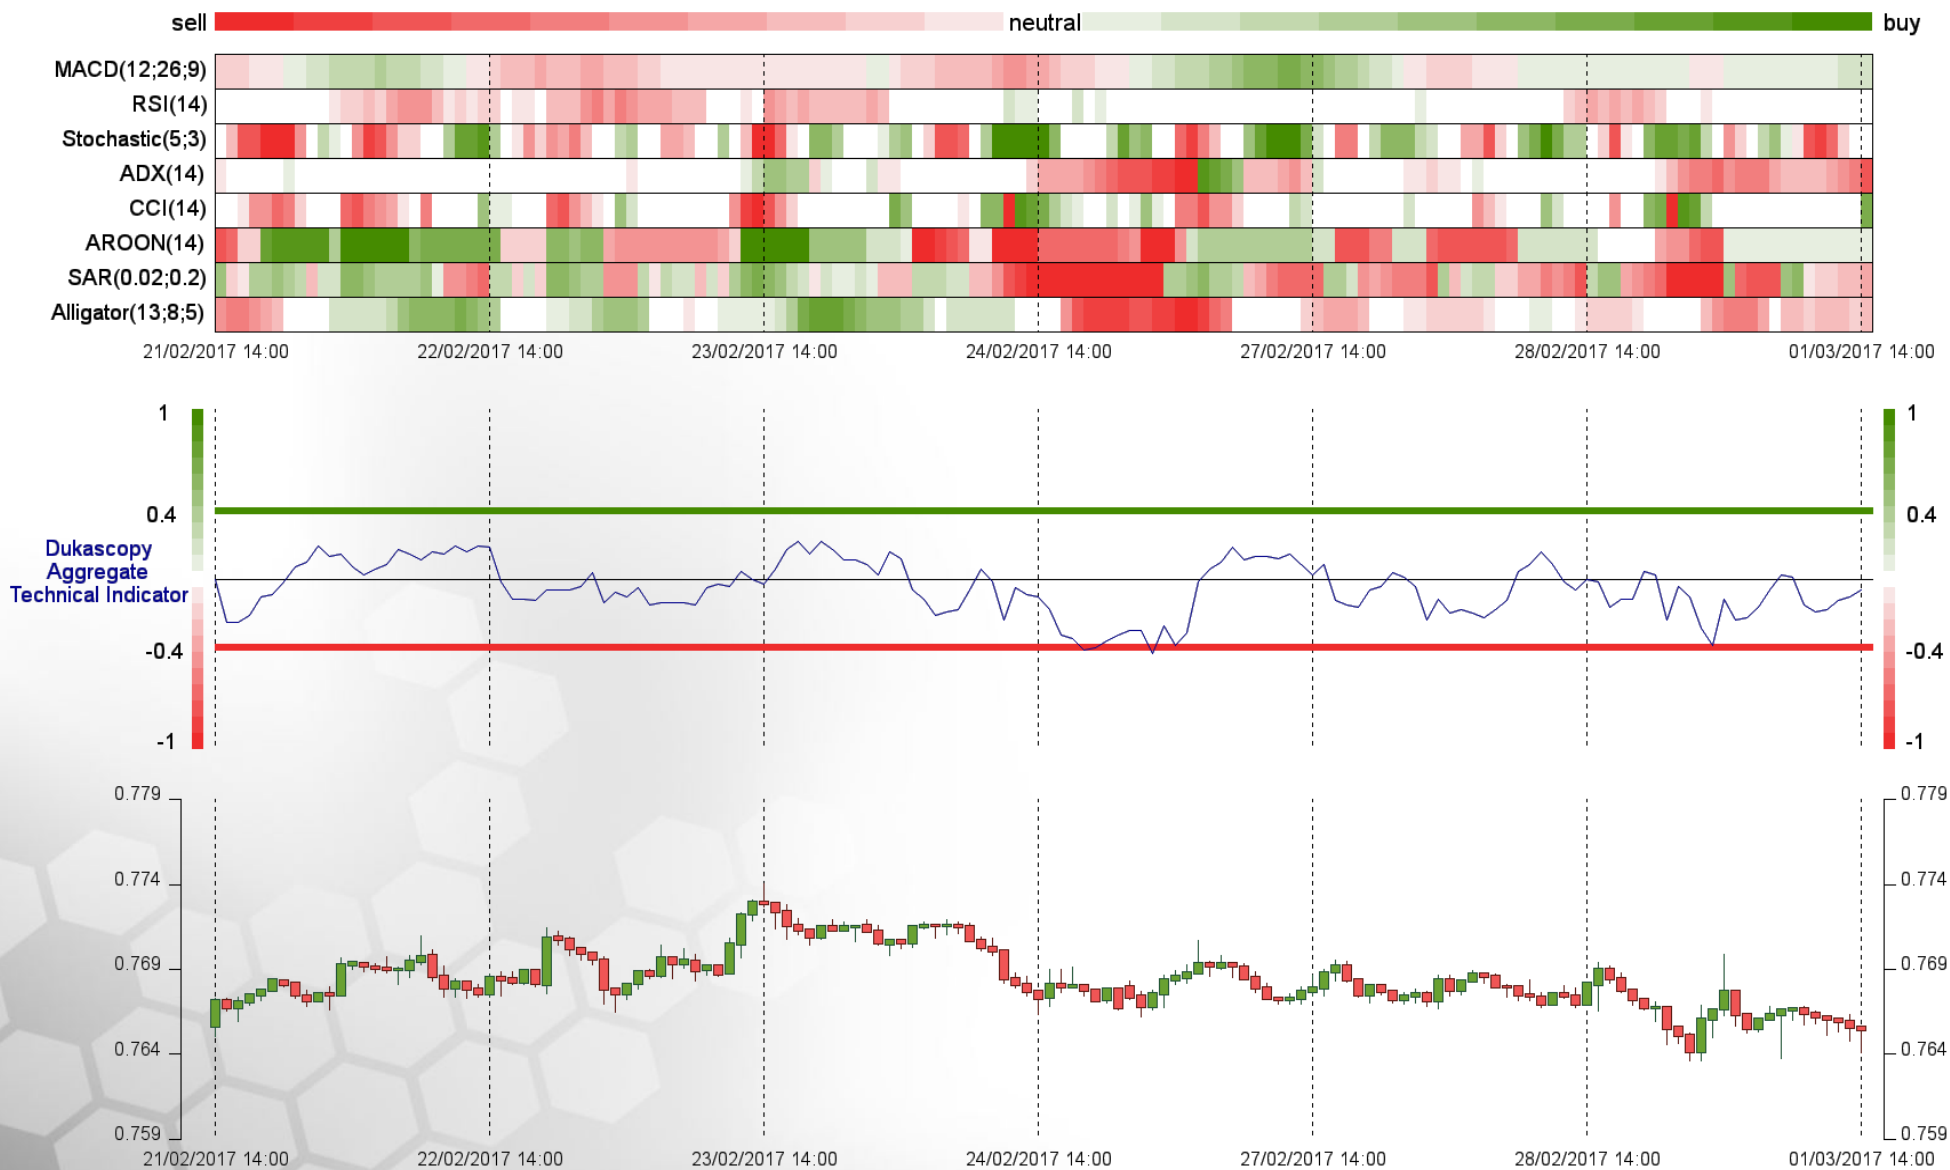 sell neutral buy
MACD(12;26;9)
RSI(14)
Stochastic(5;3)
ADX(14)
CCI(14)
AROON(14)
SAR(0.02;0.2)
Alligator(13;8;5)
21/02/2017 14:00 22/02/2017 14:00 23/02/2017 14:00 24/02/2017 14:00 27/02/2017 14:00 28/02/2017 14:00 01/03/2017 14:00
1 1
0.4 0.4
Dukascopy
Aggregate
Technical Indicator
-0.4 -0.4
-1 -1
0.779 0.779
0.774 0.774
0.769 0.769
0.764 0.764
0.759 0.759
21/02/2017 14:00 22/02/2017 14:00 23/02/2017 14:00 24/02/2017 14:00 27/02/2017 14:00 28/02/2017 14:00 01/03/2017 14:00